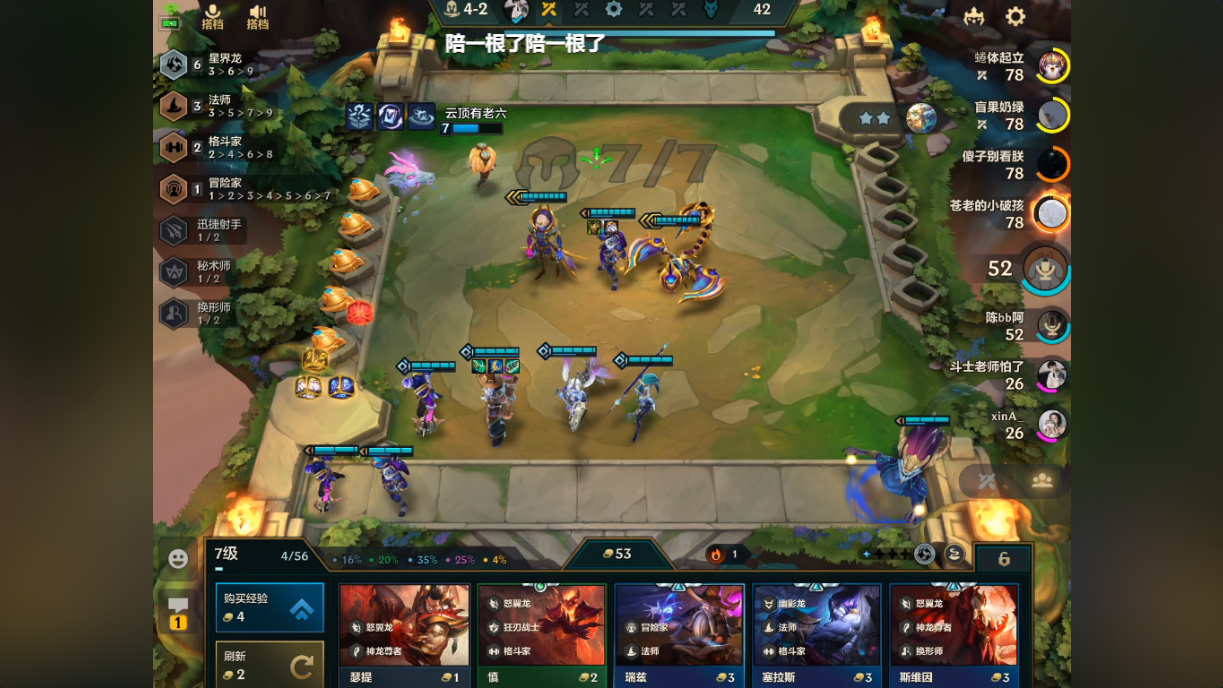 搭档
搭档
4-2
42
陪一根了陪一根了
6
星界龙
3 > 6 > 9
3
法师
3 > 5 > 7 > 9
2
格斗家
2 > 4 > 6 > 8
1
冒险家
1 > 2 > 3 > 4 > 5 > 6 > 7
迅捷射手
1 / 2
秘术师
1 / 2
换形师
1 / 2
云顶有老六
7
7/7
蜷体起立
78
盲果奶绿
78
傻子别看朕
78
苍老的小破孩
78
52
陈bb阿
52
斗士老师怕了
26
xinA_
26
7级
4/56
16%
20%
35%
25%
4%
53
1
6
购买经验
4
刷新
2
1
怒翼龙
神龙尊者
瑟提
1
怒翼龙
狂刃战士
格斗家
慎
2
冒险家
法师
瑞兹
3
幽影龙
法师
格斗家
塞拉斯
3
怒翼龙
神龙尊者
换形师
斯维因
3